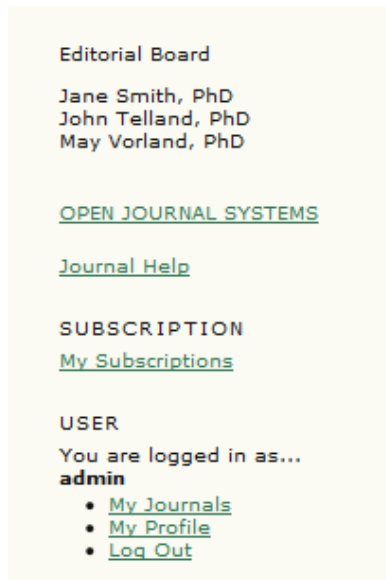 Editorial Board
Jane Smith, PhD
John Telland, PhD
May Vorland, PhD
OPEN JOURNAL SYSTEMS
Journal Help
SUBSCRIPTION
My Subscriptions
USER
You are logged in as...
admin
My Journals
My Profile
Log Out